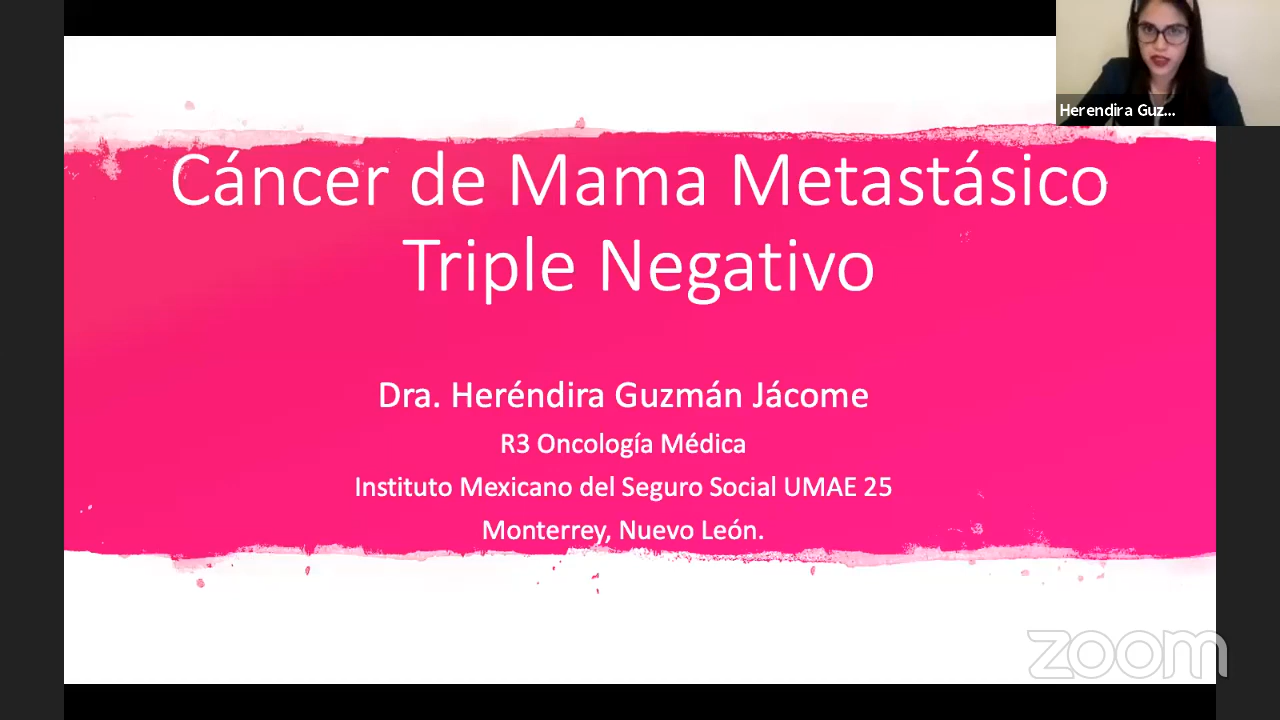 Herendira Guz...
Cáncer de Mama Metastásico
Triple Negativo
Dra. Heréndira Guzmán Jácome
R3 Oncología Médica
Instituto Mexicano del Seguro Social UMAE 25
Monterrey, Nuevo León.
zoom